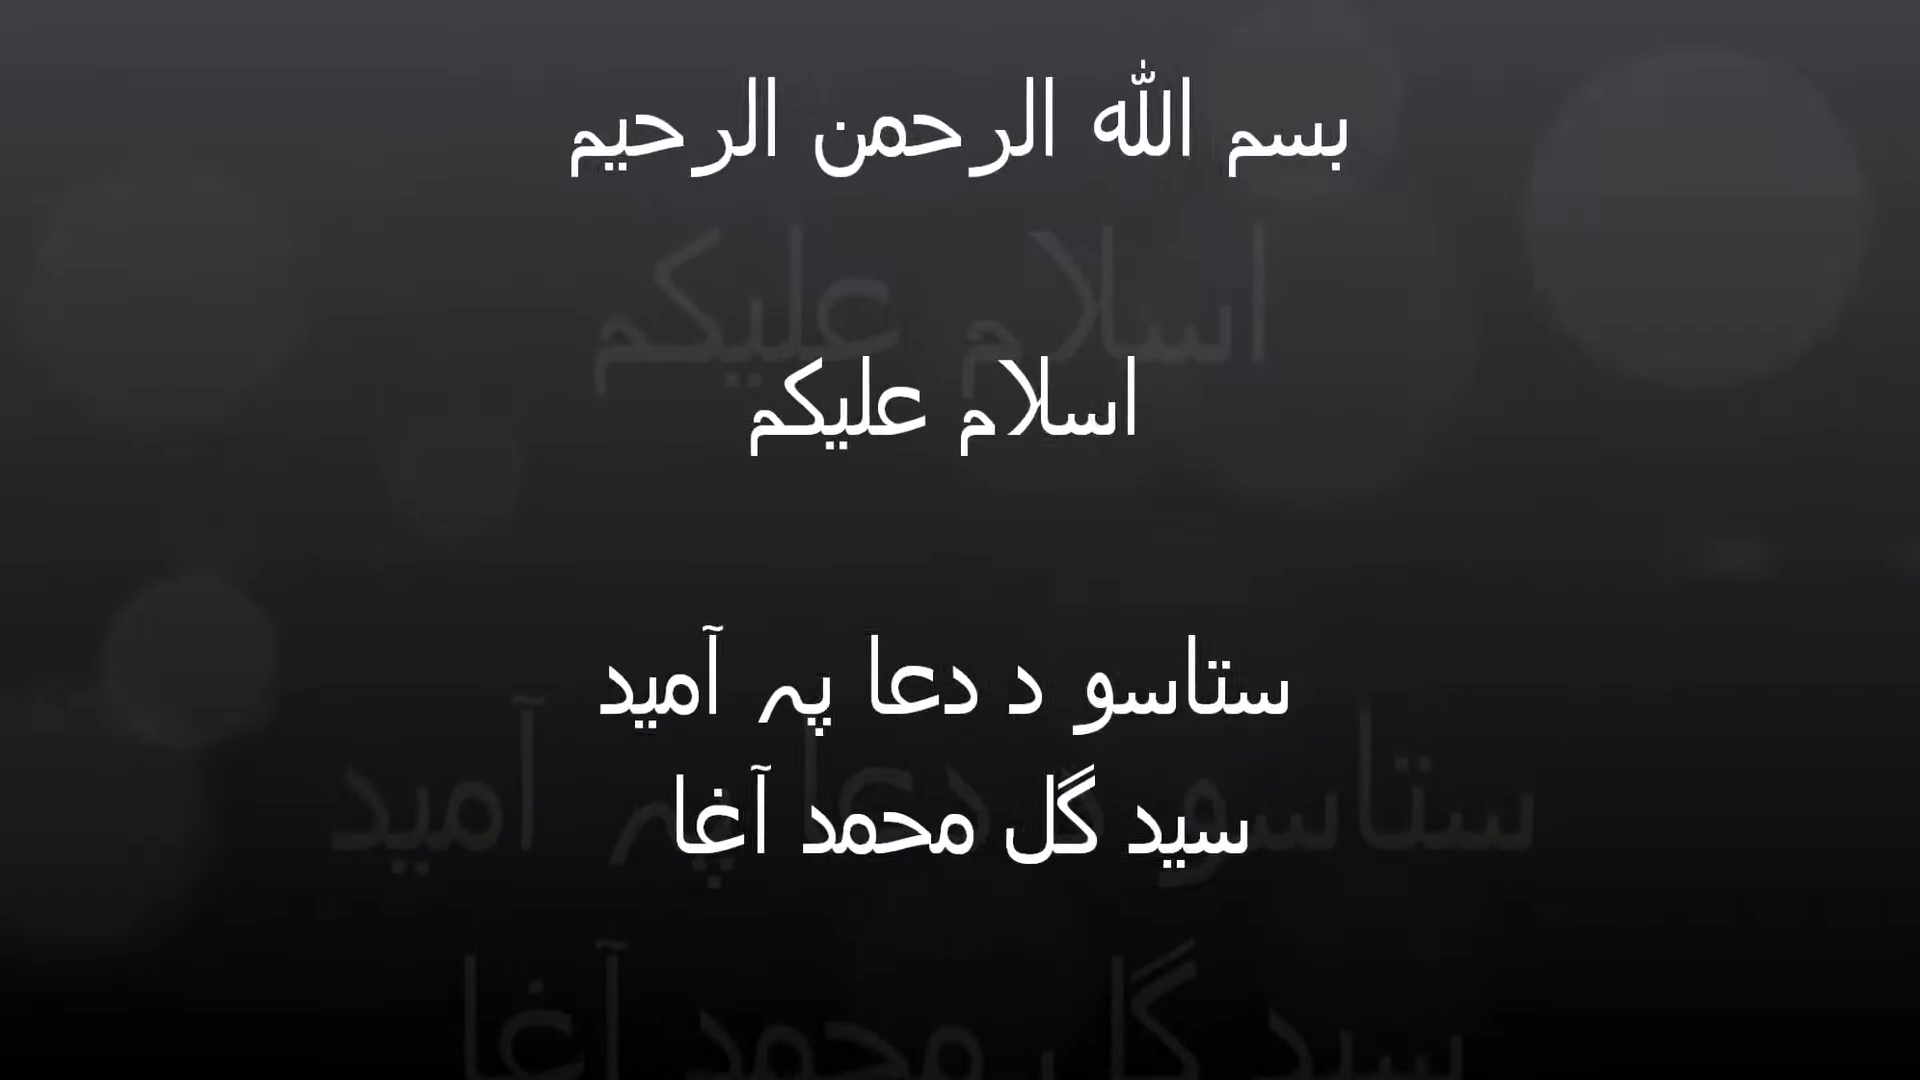 بسم الله الرحمن الرحیم
اسلام علیکم
ستاسو د دعا په آمید
سید گل محمد آغا